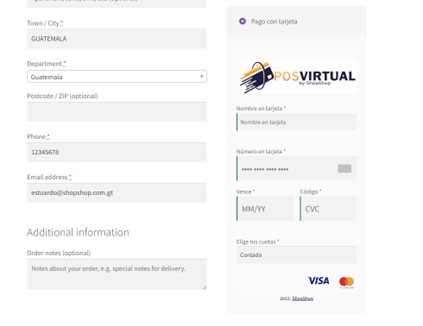 Town / City *
GUATEMALA
Department *
Guatemala
Postcode / ZIP (optional)
Phone *
12345678
Email address *
estuardo@shopshop.com.gt
Additional information
Order notes (optional)
Notes about your order, e.g. special notes for delivery.
Pago con tarjeta
POSVIRTUAL
by ShopShop
Nombre en tarjeta *
Nombre en tarjeta
Número en tarjeta *
•••• •••• •••• ••••
Vence * Código *
MM/YY CVC
Elige tus cuotas *
Contado
VISA mastercard
2022, ShopShop